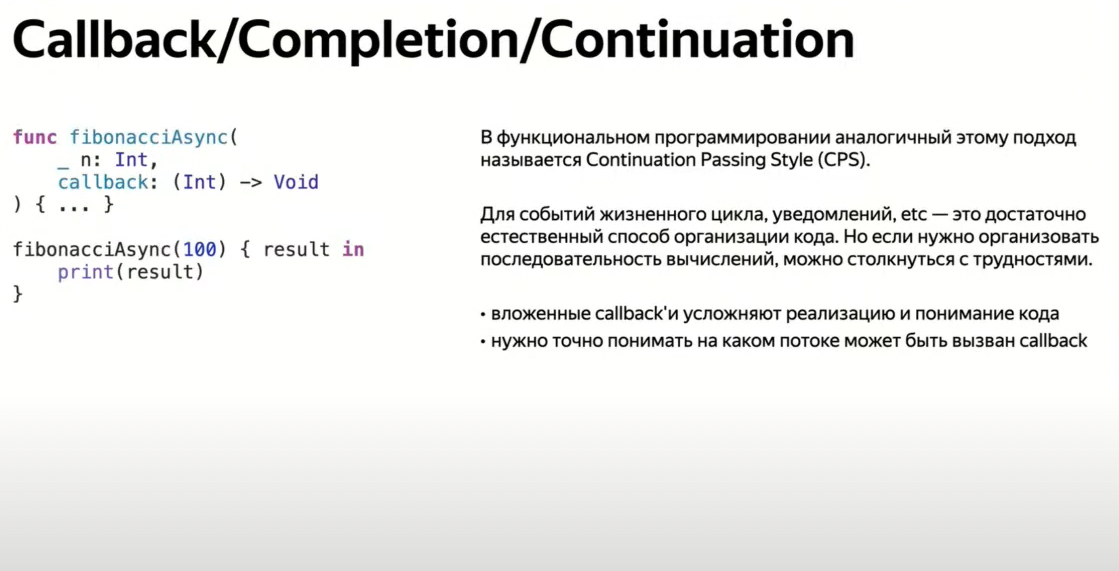 Callback/Completion/Continuation
func fibonacciAsync(
_ n: Int,
callback: (Int) -> Void
) { ... }
fibonacciAsync(100) { result in
print(result)
}
В функциональном программировании аналогичный этому подход
называется Continuation Passing Style (CPS).
Для событий жизненного цикла, уведомлений, etc — это достаточно
естественный способ организации кода. Но если нужно организовать
последовательность вычислений, можно столкнуться с трудностями.
• вложенные callback'и усложняют реализацию и понимание кода
• нужно точно понимать на каком потоке может быть вызван callback